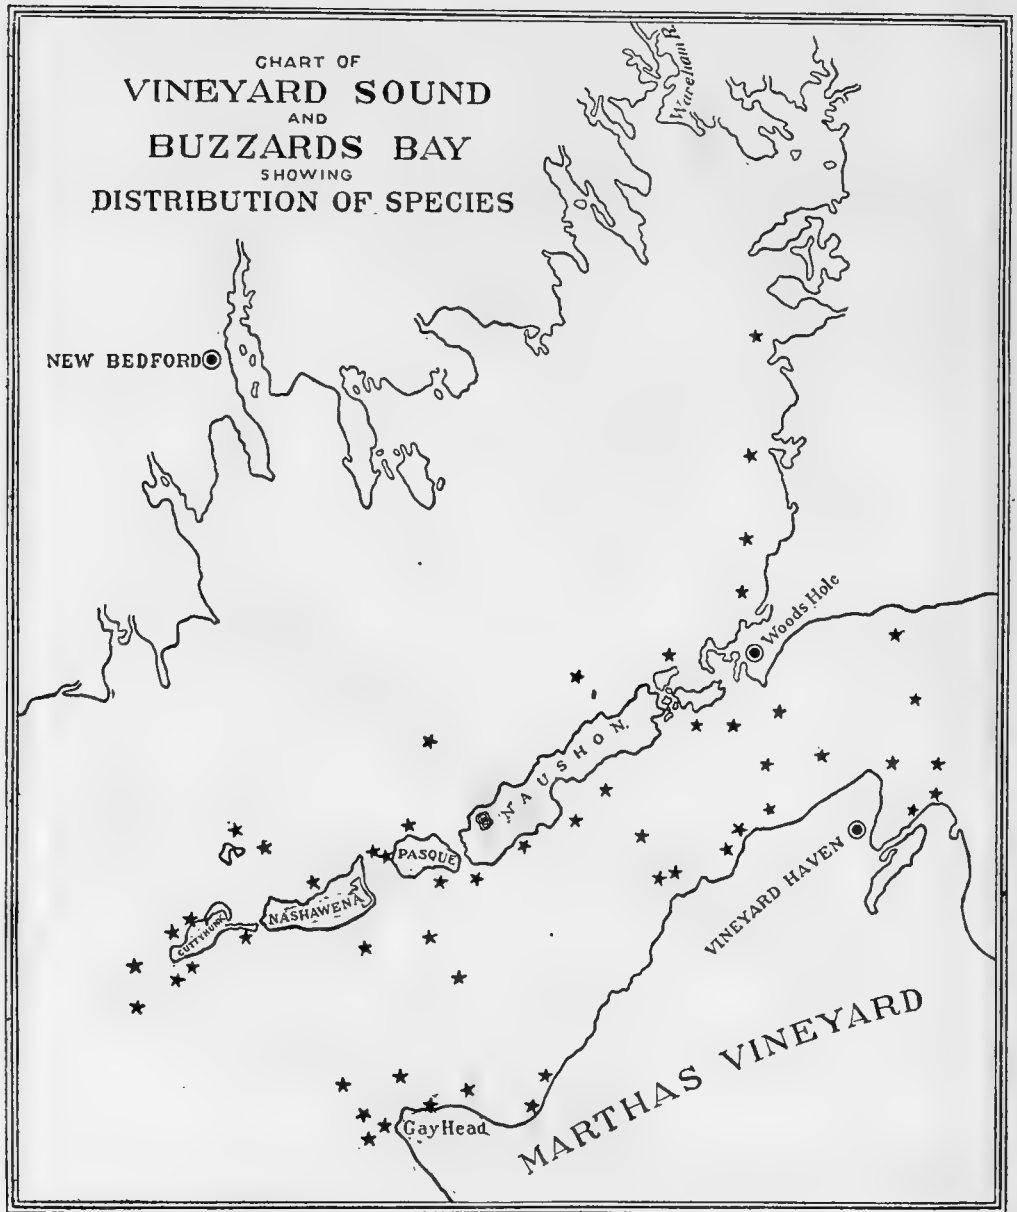 CHART OF
VINEYARD SOUND
AND
BUZZARDS BAY
SHOWING
DISTRIBUTION OF SPECIES
Wareham R.
NEW BEDFORD
Woods Hole
NAUSHON.
PASQUE
NASHAWENA
CUTTYHUNK
VINEYARD HAVEN
MARTHAS VINEYARD
Gay Head